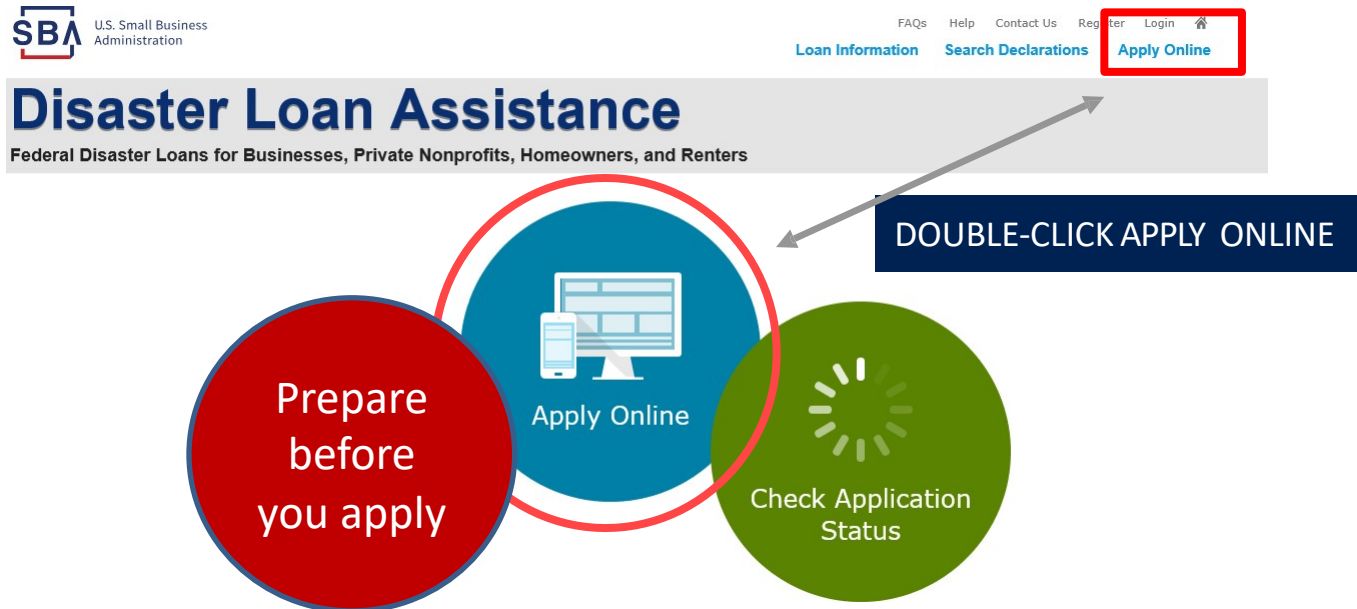 SBA
U.S. Small Business
Administration
FAQs Help Contact Us Register Login
Loan Information Search Declarations Apply Online
Disaster Loan Assistance
Federal Disaster Loans for Businesses, Private Nonprofits, Homeowners, and Renters
DOUBLE-CLICK APPLY ONLINE
Prepare
before
you apply
Apply Online
Check Application
Status